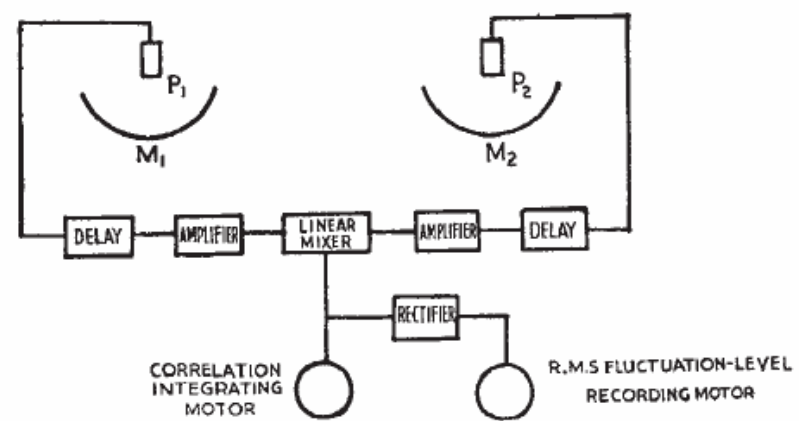 P₁
P₂
M₁
M₂
DELAY
AMPLIFIER
LINEAR
MIXER
AMPLIFIER
DELAY
RECTIFIER
CORRELATION
INTEGRATING
MOTOR
R.M.S FLUCTUATION-LEVEL
RECORDING MOTOR